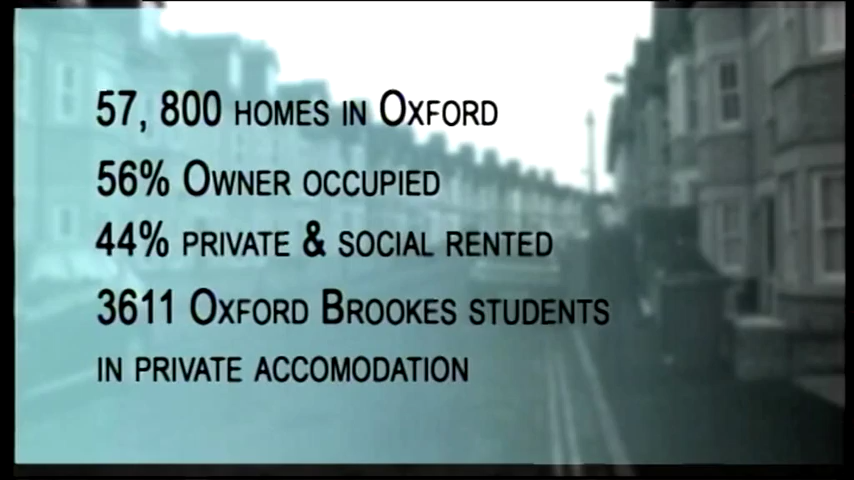 57, 800 homes in Oxford
56% Owner occupied
44% private & social rented
3611 Oxford Brookes students
in private accomodation